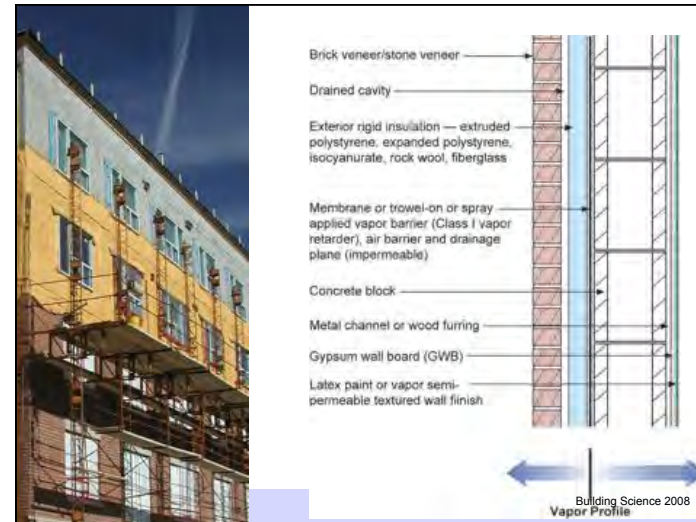 Brick veneer/stone veneer
Drained cavity
Exterior rigid insulation — extruded
polystyrene, expanded polystyrene,
isocyanurate, rock wool, fiberglass
Membrane or trowel-on or spray
applied vapor barrier (Class I vapor
retarder), air barrier and drainage
plane (impermeable)
Concrete block
Metal channel or wood furring
Gypsum wall board (GWB)
Latex paint or vapor semi-
permeable textured wall finish
Building Science 2008
Vapor Profile